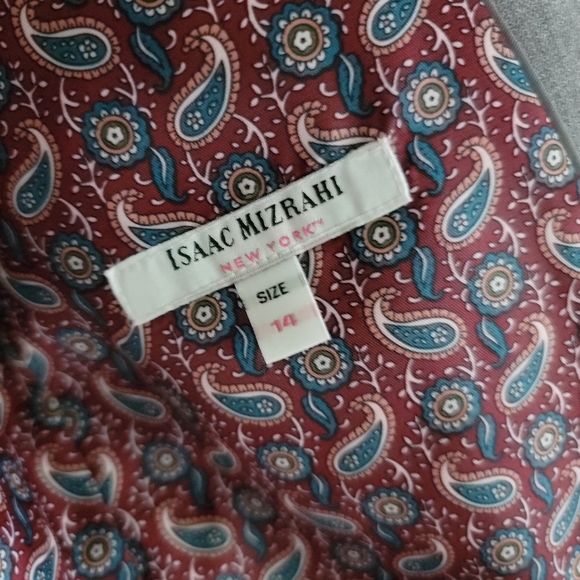 ISAAC MIZRAHI
NEW YORK™
SIZE
14